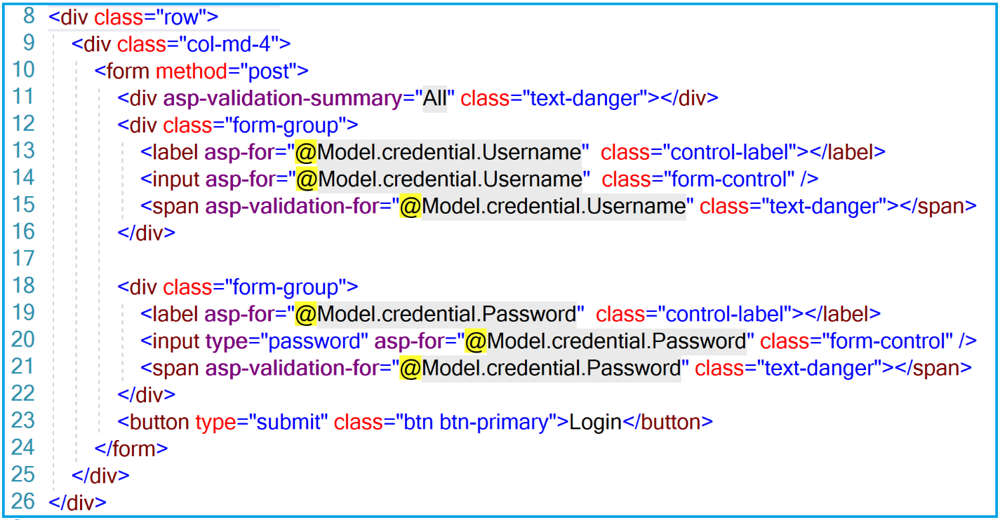 8 <div class="row">
9 <div class="col-md-4">
10 <form method="post">
11 <div asp-validation-summary="All" class="text-danger"></div>
12 <div class="form-group">
13 <label asp-for="@Model.credential.Username"  class="control-label"></label>
14 <input asp-for="@Model.credential.Username"  class="form-control" />
15 <span asp-validation-for="@Model.credential.Username" class="text-danger"></span>
16 </div>
17
18 <div class="form-group">
19 <label asp-for="@Model.credential.Password"  class="control-label"></label>
20 <input type="password" asp-for="@Model.credential.Password" class="form-control" />
21 <span asp-validation-for="@Model.credential.Password" class="text-danger"></span>
22 </div>
23 <button type="submit" class="btn btn-primary">Login</button>
24 </form>
25 </div>
26 </div>